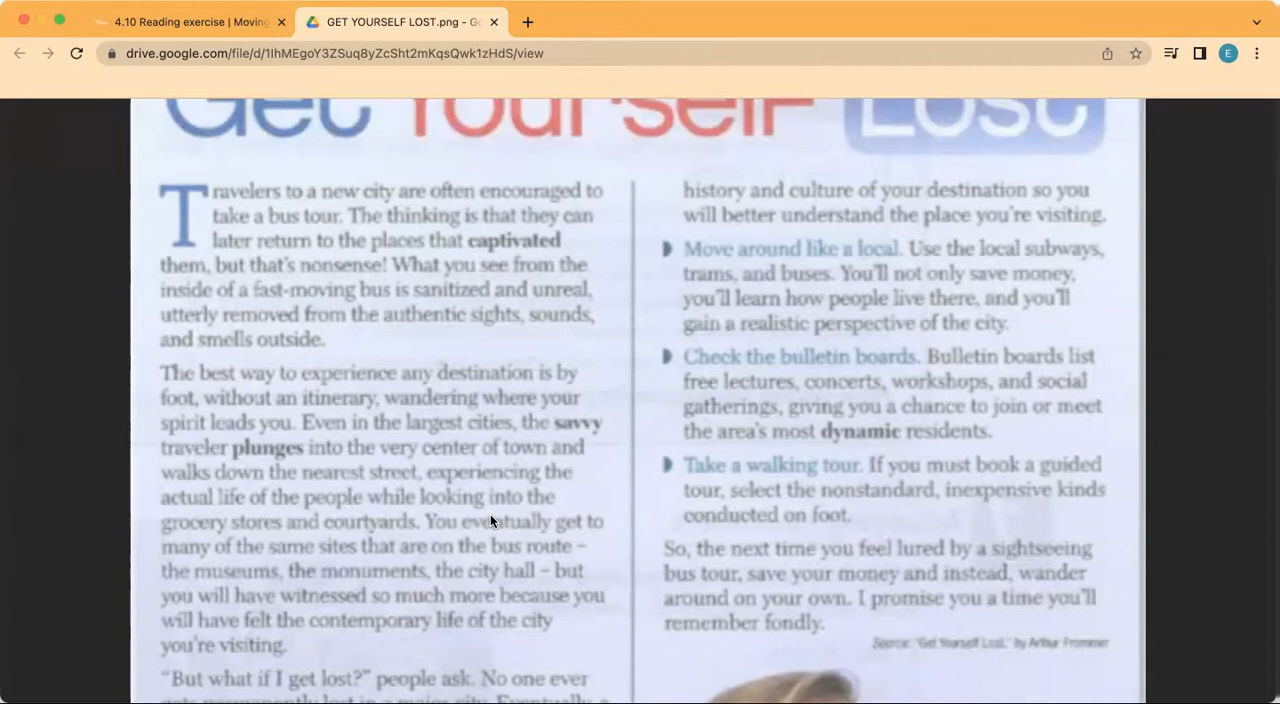 4.10 Reading exercise | Moving
GET YOURSELF LOST.png - Go
drive.google.com/file/d/1lhMEgoY3ZSuq8yZcSht2mKqsQwk1zHdS/view
E
Get Yourself Lost
Travelers to a new city are often encouraged to
take a bus tour. The thinking is that they can
later return to the places that captivated
them, but that's nonsense! What you see from the
inside of a fast-moving bus is sanitized and unreal,
utterly removed from the authentic sights, sounds,
and smells outside.
The best way to experience any destination is by
foot, without an itinerary, wandering where your
spirit leads you. Even in the largest cities, the savvy
traveler plunges into the very center of town and
walks down the nearest street, experiencing the
actual life of the people while looking into the
grocery stores and courtyards. You eventually get to
many of the same sites that are on the bus route –
the museums, the monuments, the city hall – but
you will have witnessed so much more because you
will have felt the contemporary life of the city
you're visiting.
"But what if I get lost?" people ask. No one ever
gets permanently lost in a major city. Eventually, a
history and culture of your destination so you
will better understand the place you're visiting.
Move around like a local. Use the local subways,
trams, and buses. You'll not only save money,
you'll learn how people live there, and you'll
gain a realistic perspective of the city.
Check the bulletin boards. Bulletin boards list
free lectures, concerts, workshops, and social
gatherings, giving you a chance to join or meet
the area's most dynamic residents.
Take a walking tour. If you must book a guided
tour, select the nonstandard, inexpensive kinds
conducted on foot.
So, the next time you feel lured by a sightseeing
bus tour, save your money and instead, wander
around on your own. I promise you a time you'll
remember fondly.
Source: "Get Yourself Lost," by Arthur Frommer